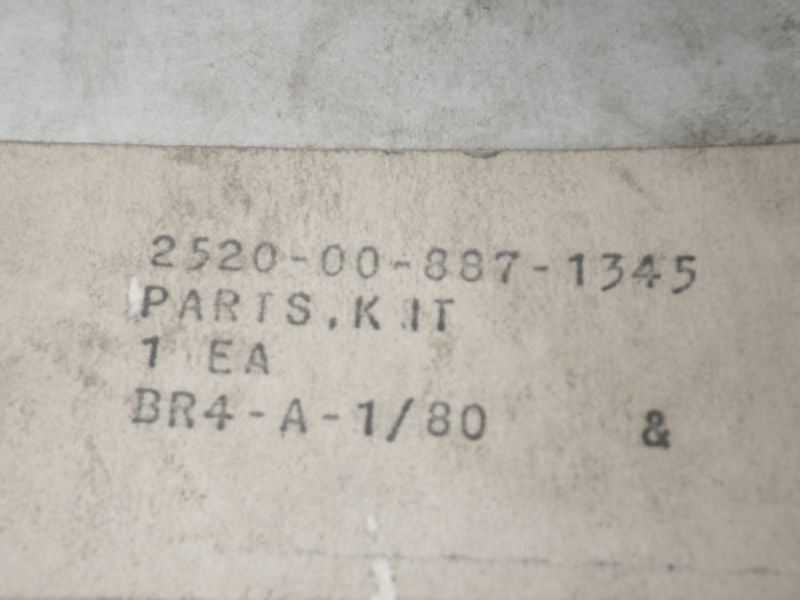 2520-00-887-1345
PARTS,KIT
1 EA
BR4-A-1/80 &